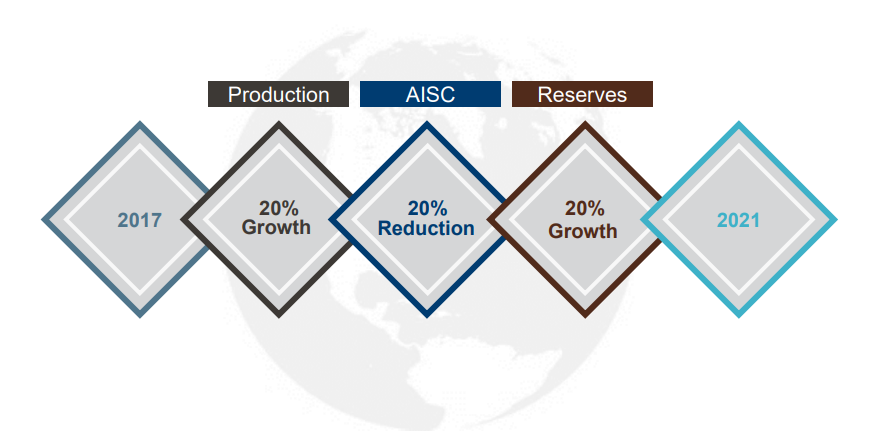 Production
AISC
Reserves
2017
20%
Growth
20%
Reduction
20%
Growth
2021